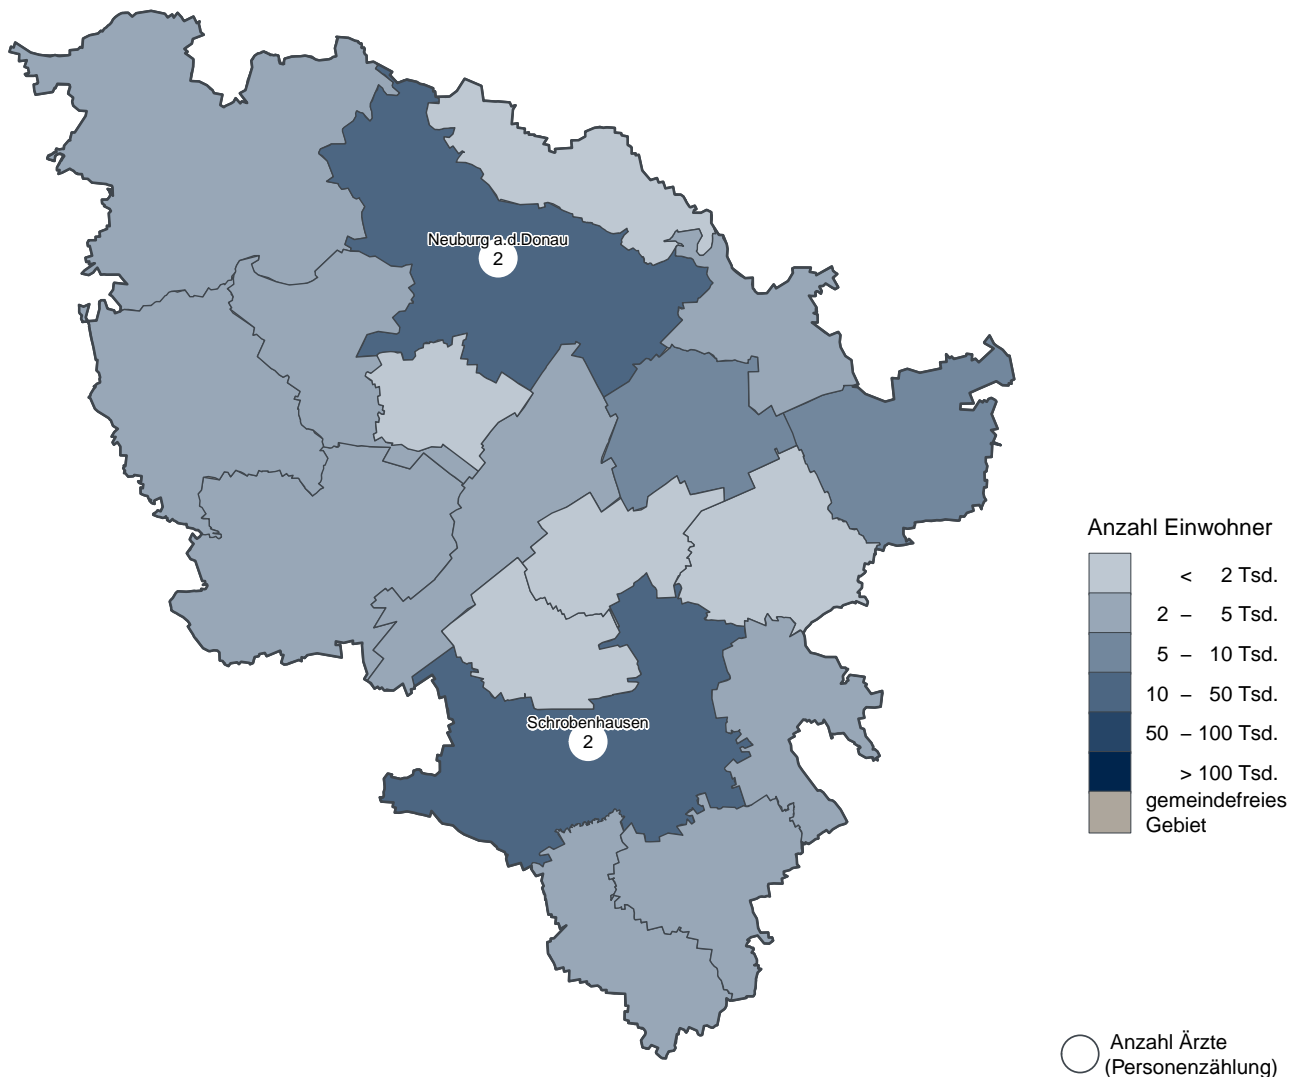 Neuburg a.d.Donau
2
Schrobenhausen
2
Anzahl Einwohner
< 2 Tsd.
2 – 5 Tsd.
5 – 10 Tsd.
10 – 50 Tsd.
50 – 100 Tsd.
> 100 Tsd.
gemeindefreies
Gebiet
Anzahl Ärzte
(Personenzählung)